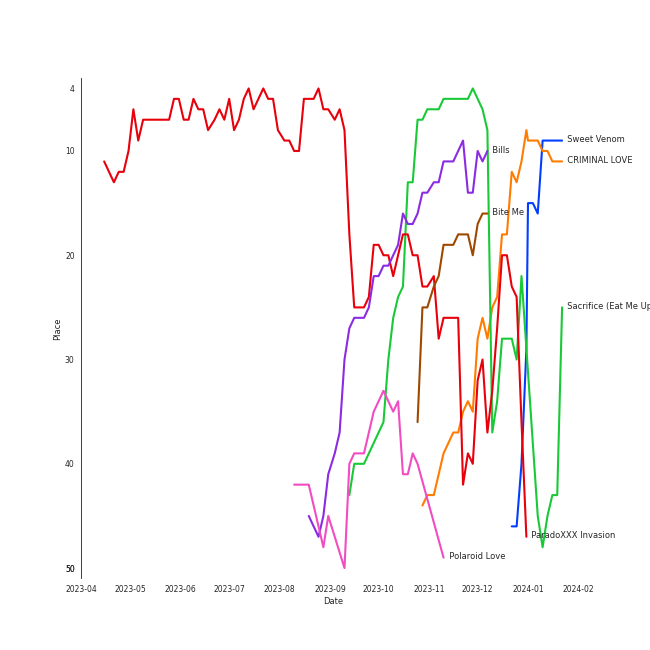 4
10
Sweet Venom
Bills
CRIMINAL LOVE
Bite Me
20
Sacrifice (Eat Me Up
Place
30
40
ParadoXXX Invasion
Polaroid Love
50
2023-04 2023-05 2023-06 2023-07 2023-08 2023-09 2023-10 2023-11 2023-12 2024-01 2024-02
Date